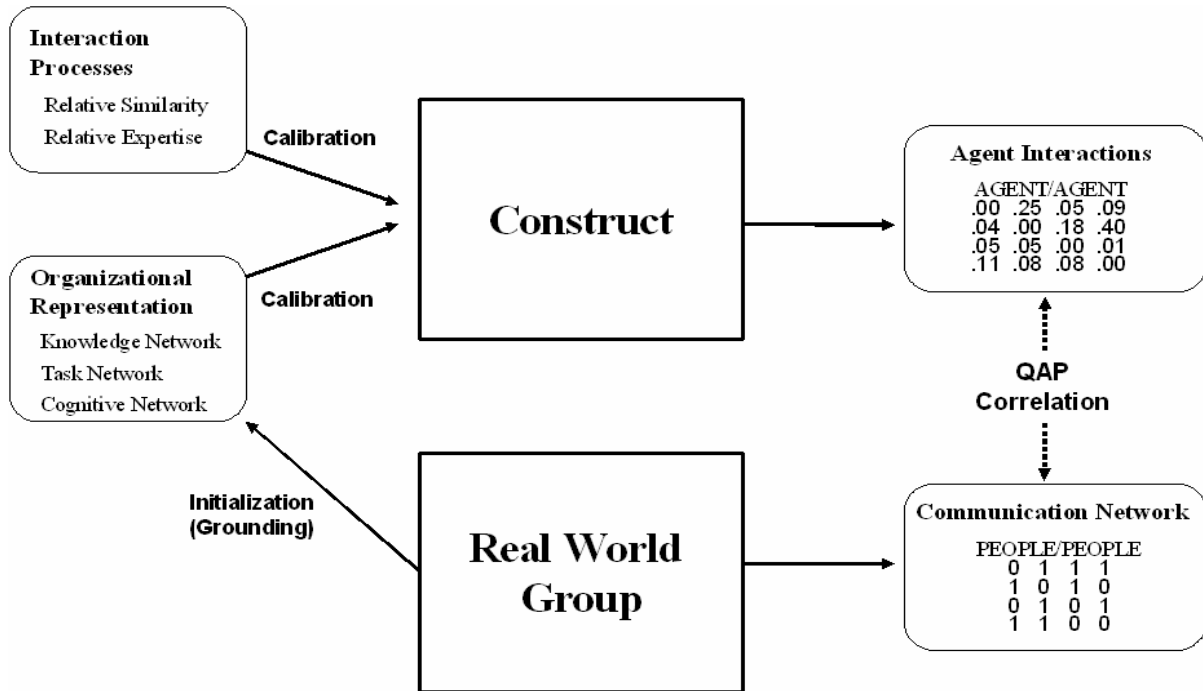 Interaction
Processes
Relative Similarity
Relative Expertise
Calibration
Organizational
Representation
Knowledge Network
Task Network
Cognitive Network
Calibration
Initialization
(Grounding)
Construct
Real World
Group
Agent Interactions
AGENT/AGENT
.00 .25 .05 .09
.04 .00 .18 .40
.05 .05 .00 .01
.11 .08 .08 .00
QAP
Correlation
Communication Network
PEOPLE/PEOPLE
0 1 1 1
1 0 1 0
0 1 0 1
1 1 0 0